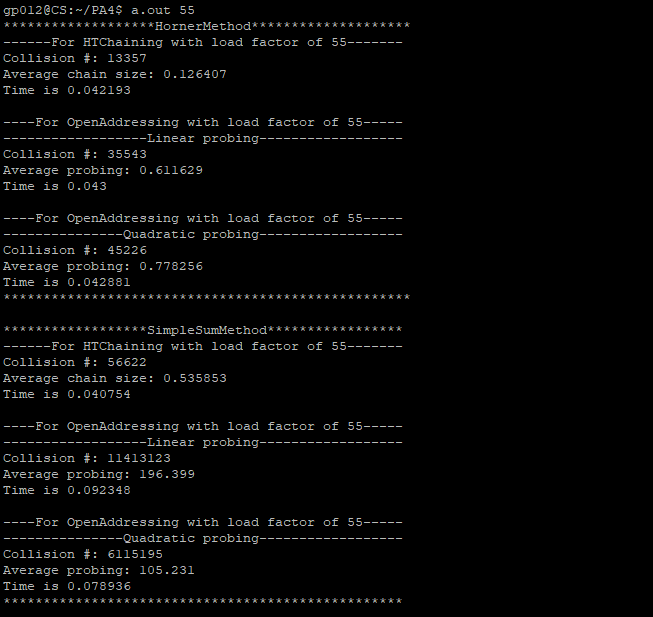 gp012@CS:~/PA4$ a.out 55
*******************HornerMethod********************
------For HTChaining with load factor of 55-------
Collision #: 13357
Average chain size: 0.126407
Time is 0.042193
----For OpenAddressing with load factor of 55-----
------------------Linear probing------------------
Collision #: 35543
Average probing: 0.611629
Time is 0.043
----For OpenAddressing with load factor of 55-----
---------------Quadratic probing------------------
Collision #: 45226
Average probing: 0.778256
Time is 0.042881
***************************************************
******************SimpleSumMethod*****************
------For HTChaining with load factor of 55-------
Collision #: 56622
Average chain size: 0.535853
Time is 0.040754
----For OpenAddressing with load factor of 55-----
------------------Linear probing------------------
Collision #: 11413123
Average probing: 196.399
Time is 0.092348
----For OpenAddressing with load factor of 55-----
---------------Quadratic probing------------------
Collision #: 6115195
Average probing: 105.231
Time is 0.078936
**************************************************